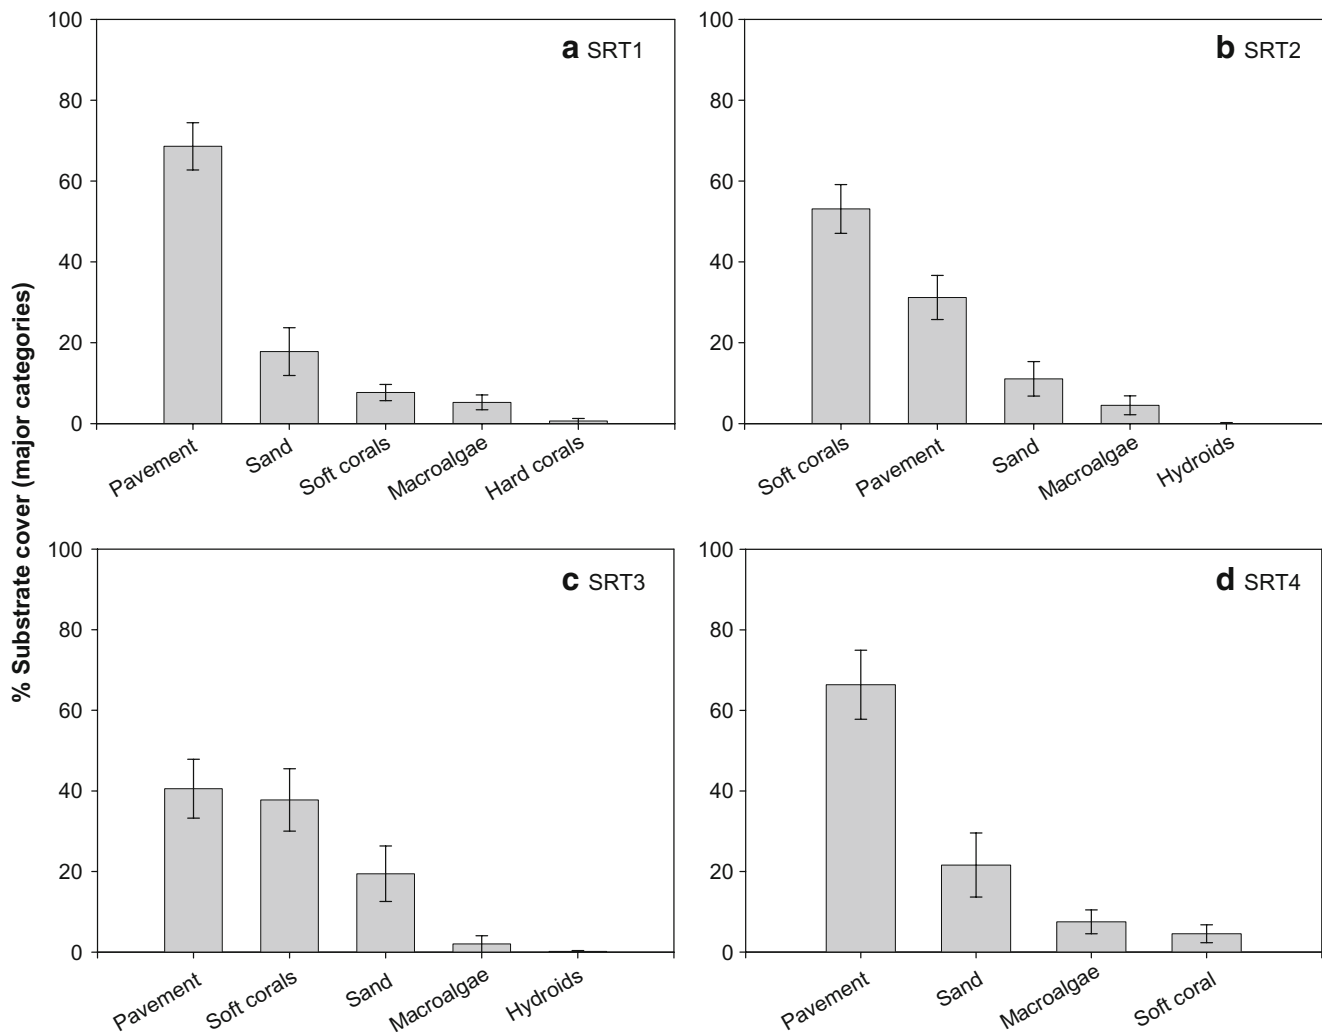 % Substrate cover (major categories)
a SRT1
100
80
60
40
20
0
Pavement
Sand
Soft corals
Macroalgae
Hard corals
b SRT2
100
80
60
40
20
0
Soft corals
Pavement
Sand
Macroalgae
Hydroids
c SRT3
100
80
60
40
20
0
Pavement
Soft corals
Sand
Macroalgae
Hydroids
d SRT4
100
80
60
40
20
0
Pavement
Sand
Macroalgae
Soft coral